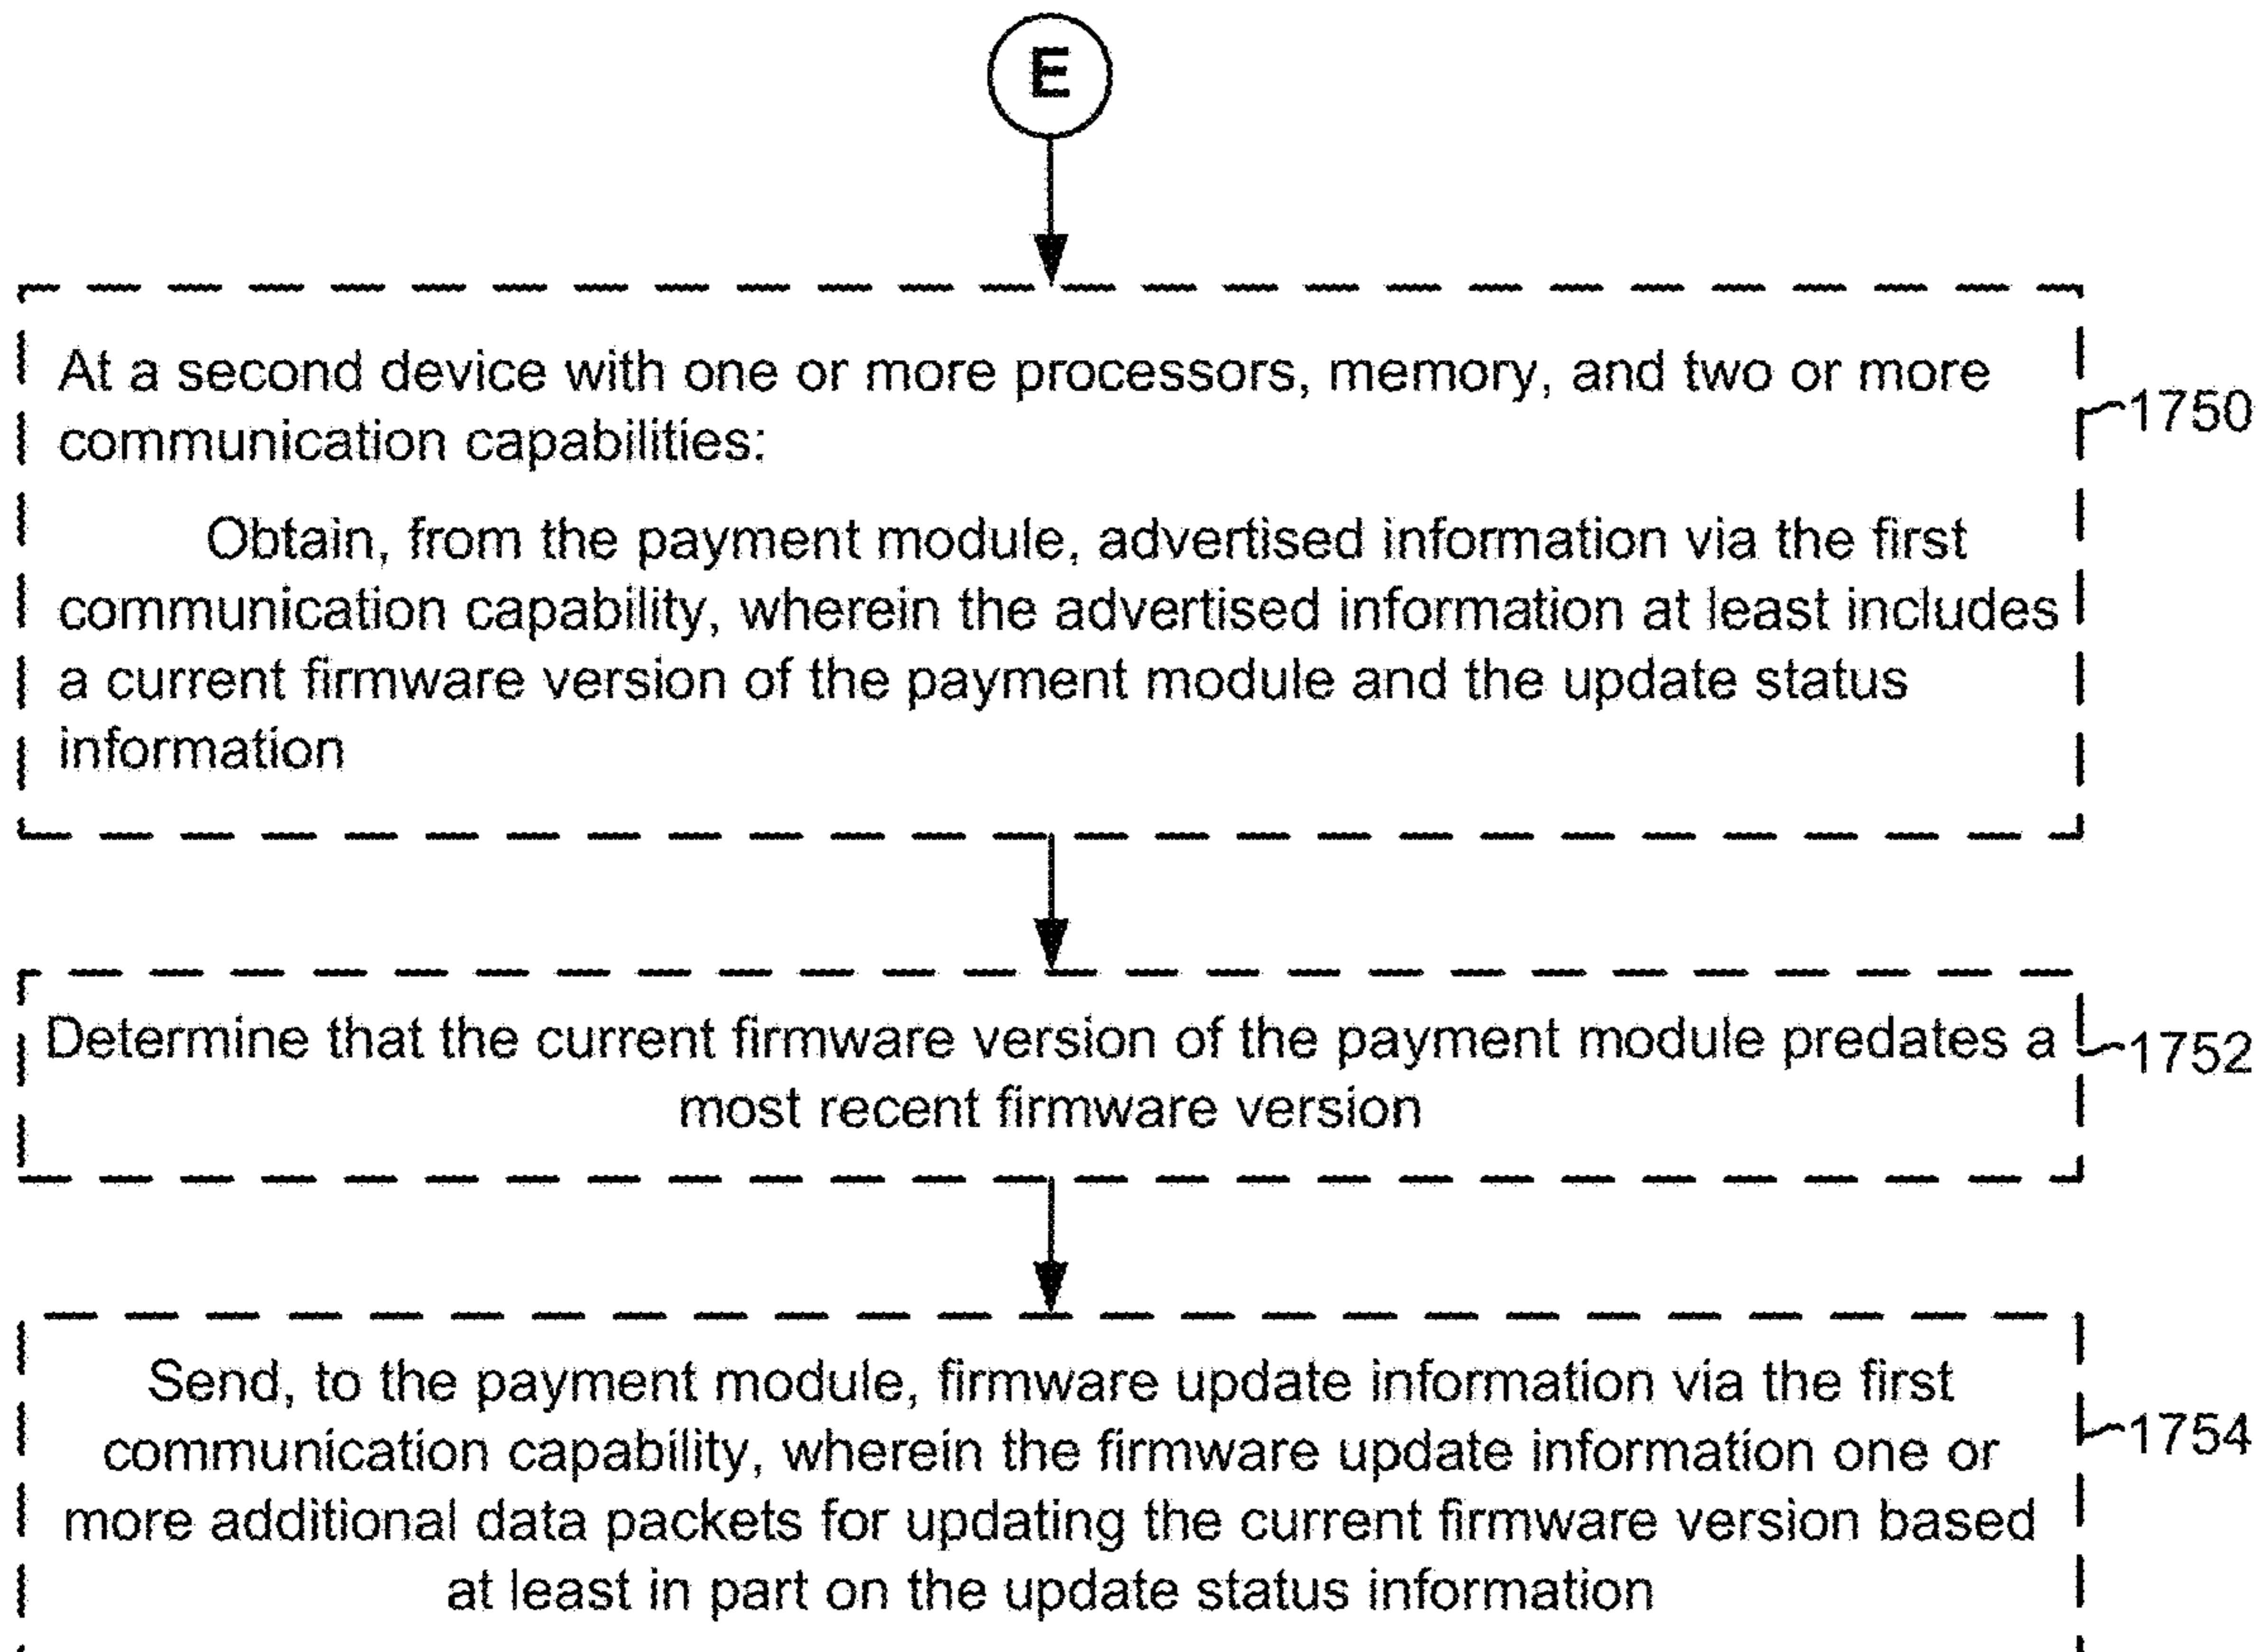 E
At a second device with one or more processors, memory, and two or more
communication capabilities:
1750
Obtain, from the payment module, advertised information via the first
communication capability, wherein the advertised information at least includes
a current firmware version of the payment module and the update status
information
Determine that the current firmware version of the payment module predates a
1752
most recent firmware version
Send, to the payment module, firmware update information via the first
communication capability, wherein the firmware update information one or
1754
more additional data packets for updating the current firmware version based
at least in part on the update status information